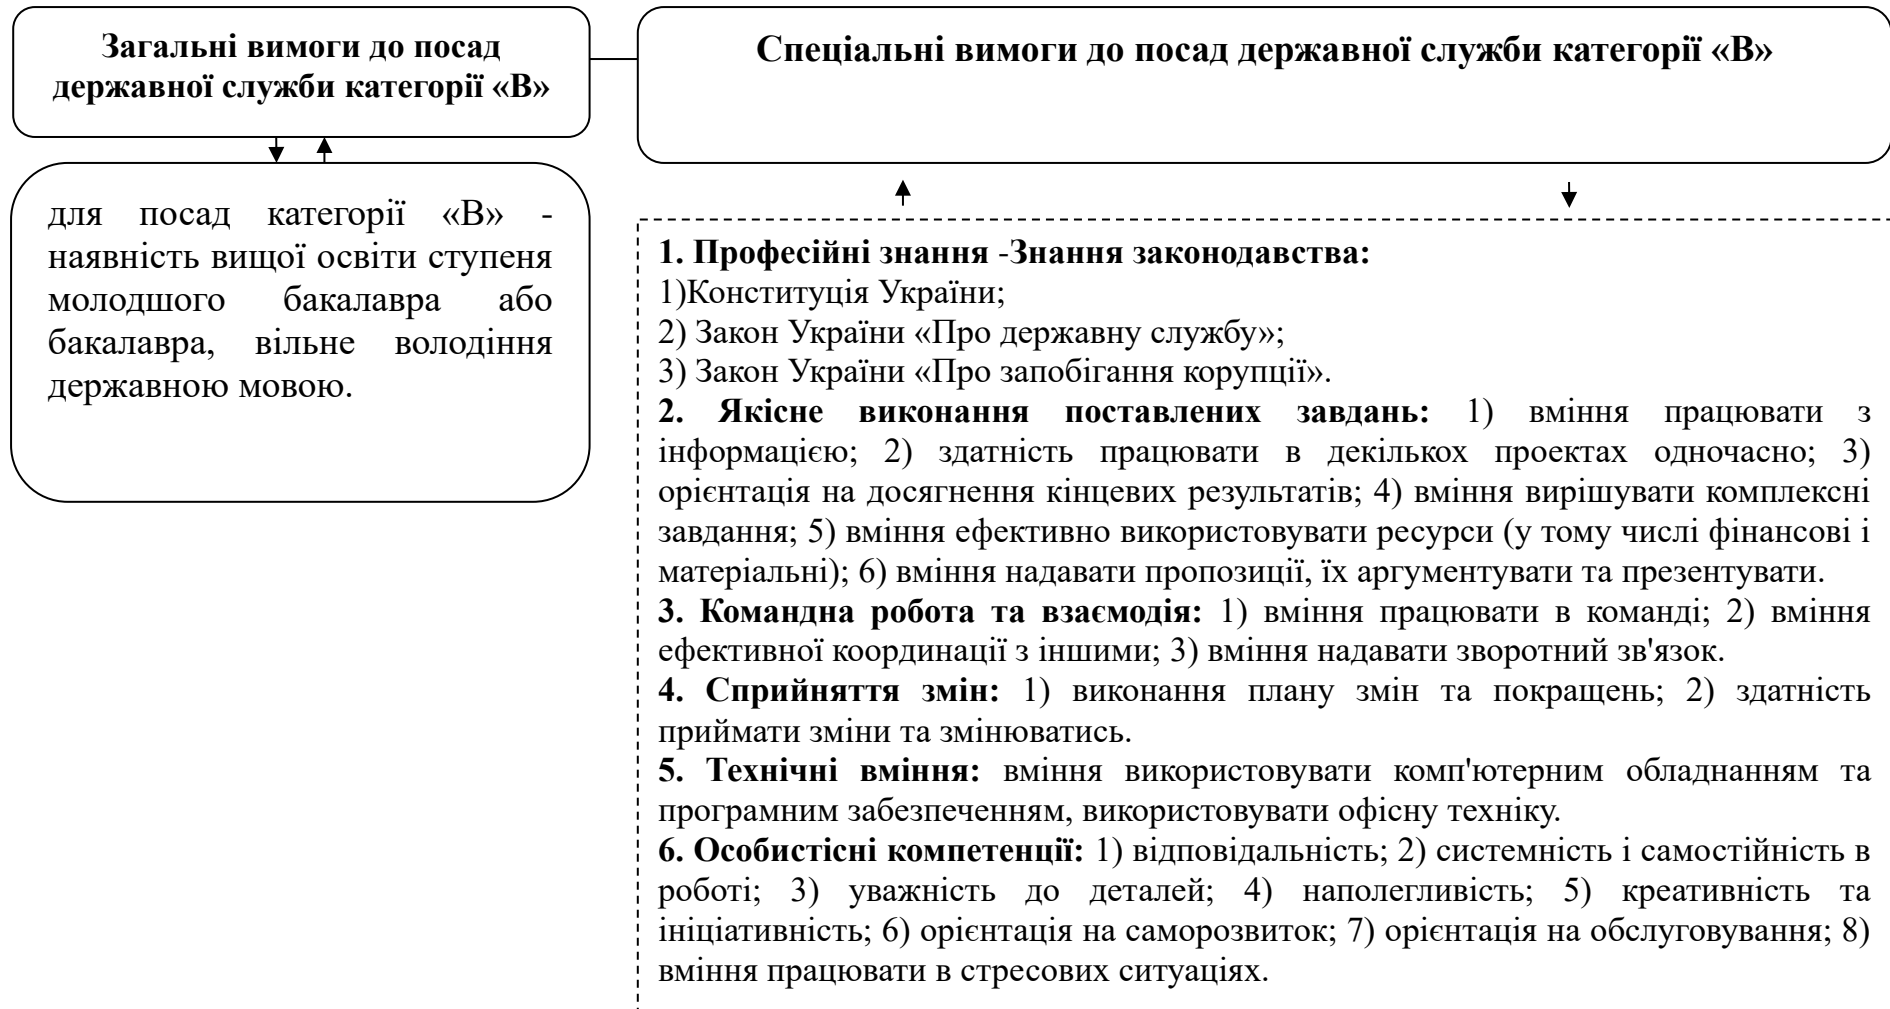 Загальні вимоги до посад
державної служби категорії «В»
Спеціальні вимоги до посад державної служби категорії «В»
для посад категорії «В» -
наявність вищої освіти ступеня
молодшого бакалавра або
бакалавра, вільне володіння
державною мовою.
1. Професійні знання -Знання законодавства:
1)Конституція України;
2) Закон України «Про державну службу»;
3) Закон України «Про запобігання корупції».
2. Якісне виконання поставлених завдань: 1) вміння працювати з
інформацією; 2) здатність працювати в декількох проектах одночасно; 3)
орієнтація на досягнення кінцевих результатів; 4) вміння вирішувати комплексні
завдання; 5) вміння ефективно використовувати ресурси (у тому числі фінансові і
матеріальні); 6) вміння надавати пропозиції, їх аргументувати та презентувати.
3. Командна робота та взаємодія: 1) вміння працювати в команді; 2) вміння
ефективної координації з іншими; 3) вміння надавати зворотний зв'язок.
4. Сприйняття змін: 1) виконання плану змін та покращень; 2) здатність
приймати зміни та змінюватись.
5. Технічні вміння: вміння використовувати комп'ютерним обладнанням та
програмним забезпеченням, використовувати офісну техніку.
6. Особистісні компетенції: 1) відповідальність; 2) системність і самостійність в
роботі; 3) уважність до деталей; 4) наполегливість; 5) креативність та
ініціативність; 6) орієнтація на саморозвиток; 7) орієнтація на обслуговування; 8)
вміння працювати в стресових ситуаціях.